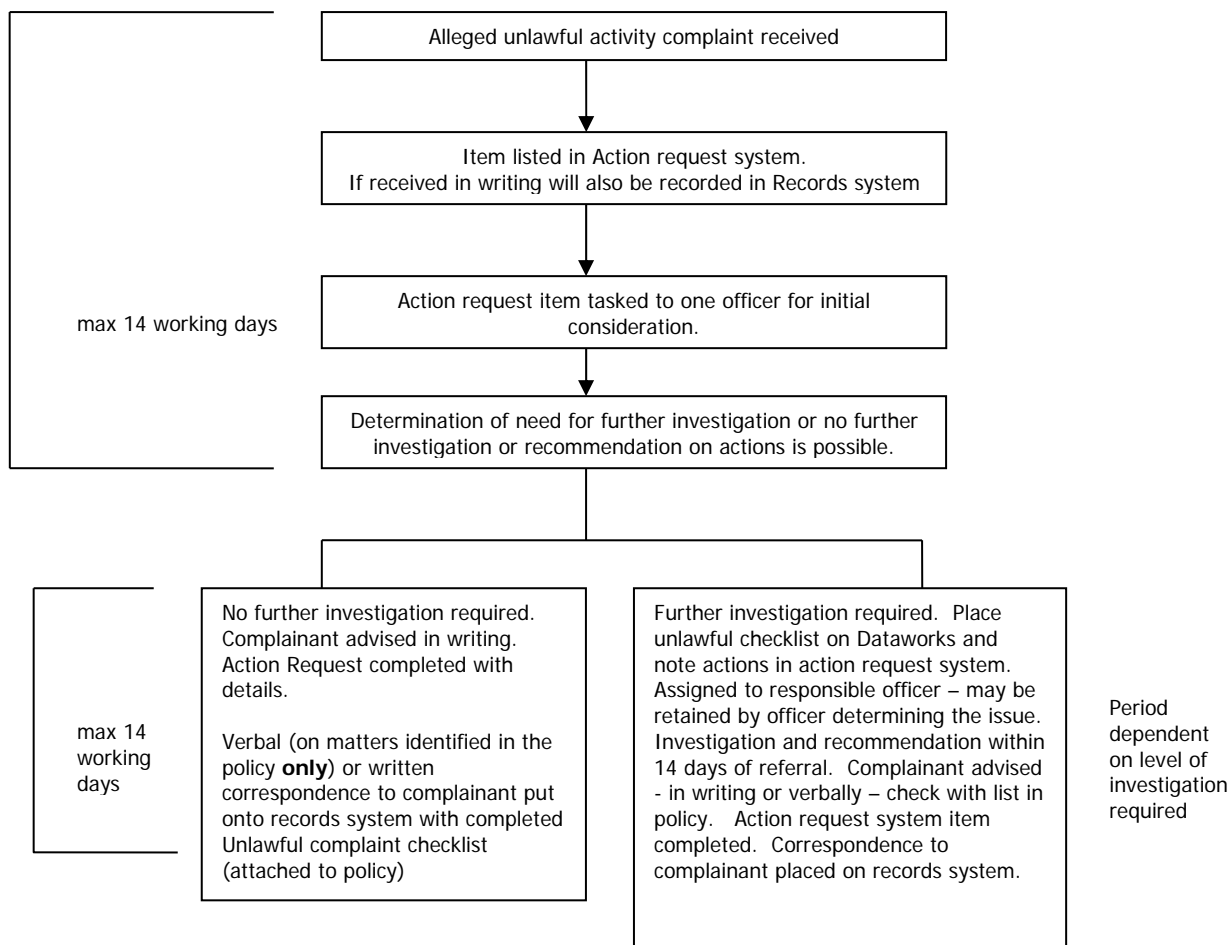 Alleged unlawful activity complaint received
Item listed in Action request system.
If received in writing will also be recorded in Records system
Action request item tasked to one officer for initial
consideration.
max 14 working days
Determination of need for further investigation or no further
investigation or recommendation on actions is possible.
max 14
working
days
No further investigation required.
Complainant advised in writing.
Action Request completed with
details.
Verbal (on matters identified in the
policy only) or written
correspondence to complainant put
onto records system with completed
Unlawful complaint checklist
(attached to policy)
Further investigation required.  Place
unlawful checklist on Dataworks and
note actions in action request system.
Assigned to responsible officer – may be
retained by officer determining the issue.
Investigation and recommendation within
14 days of referral.  Complainant advised
- in writing or verbally – check with list in
policy.   Action request system item
completed.  Correspondence to
complainant placed on records system.
Period
dependent
on level of
investigation
required